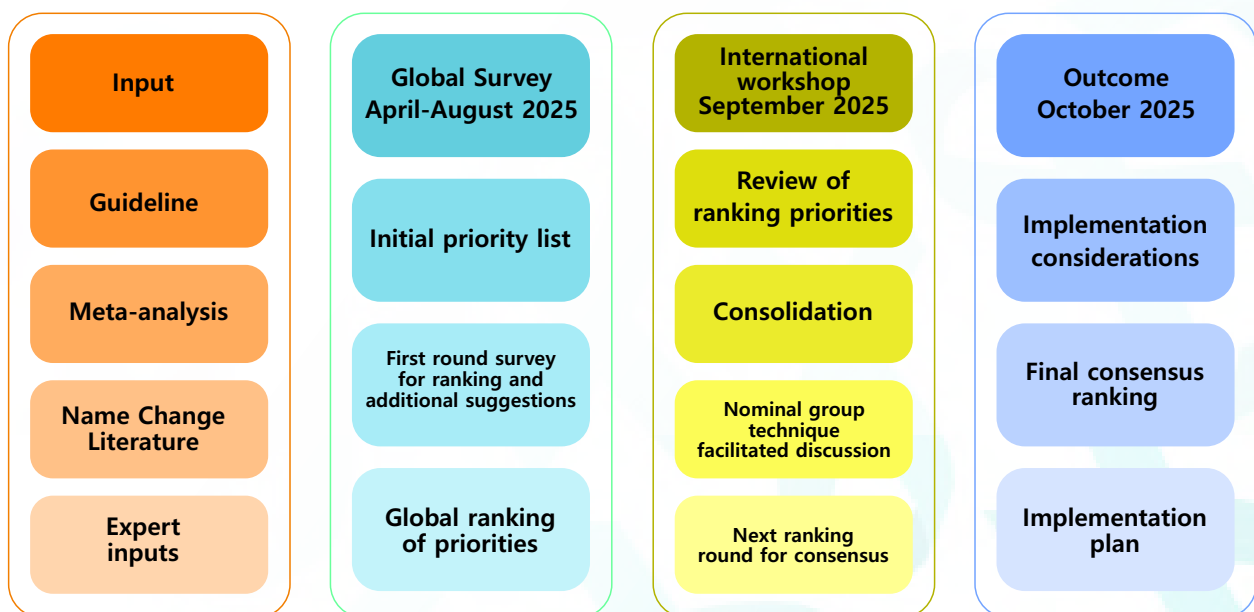 Input
Guideline
Meta-analysis
Name Change
Literature
Expert
inputs
Global Survey
April-August 2025
Initial priority list
First round survey
for ranking and
additional suggestions
Global ranking
of priorities
International
workshop
September 2025
Review of
ranking priorities
Consolidation
Nominal group
technique
facilitated discussion
Next ranking
round for consensus
Outcome
October 2025
Implementation
considerations
Final consensus
ranking
Implementation
plan